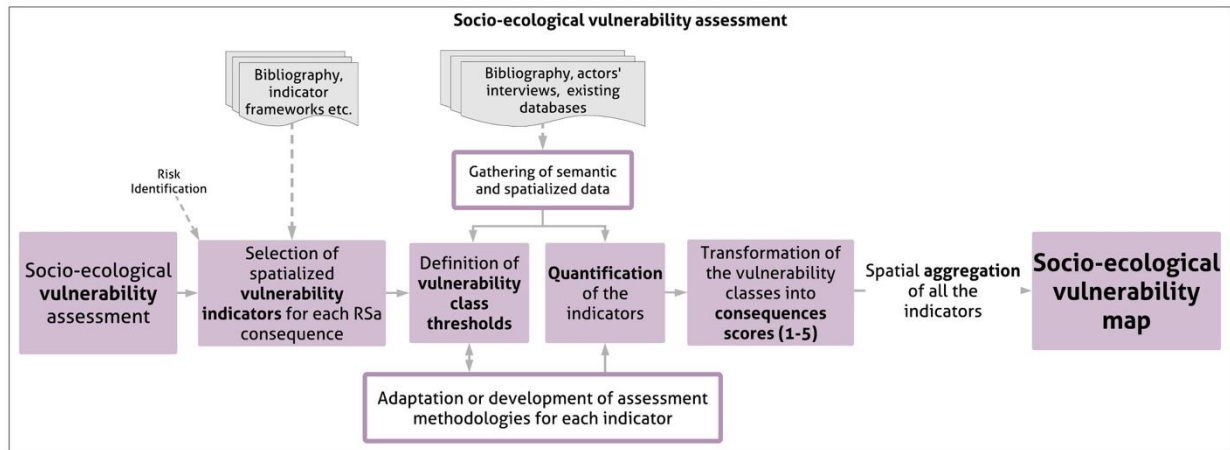 Socio-ecological vulnerability assessment
Bibliography,
indicator
frameworks etc.
Bibliography, actors'
interviews, existing
databases
Gathering of semantic
and spatialized data
Risk
Identification
Socio-ecological
vulnerability
assessment
Selection of
spatialized
vulnerability
indicators for each RSa
consequence
Definition of
vulnerability
class
thresholds
Quantification
of the
indicators
Transformation of
the vulnerability
classes into
consequences
scores (1-5)
Spatial aggregation
of all the
indicators
Socio-ecological
vulnerability
map
Adaptation or development of assessment
methodologies for each indicator